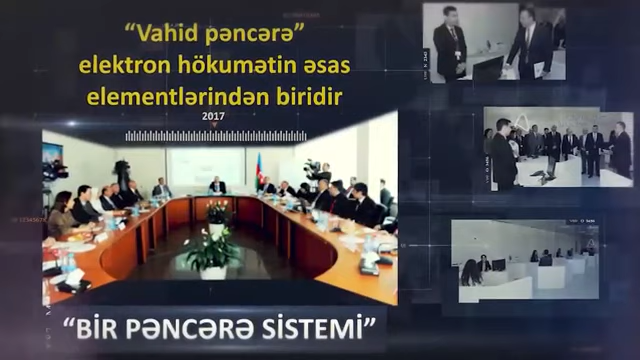 “Vahid pəncərə”
elektron hökumətin əsas
elementlərindən biridir
2017
“BİR PƏNCƏRƏ SİSTEMİ”